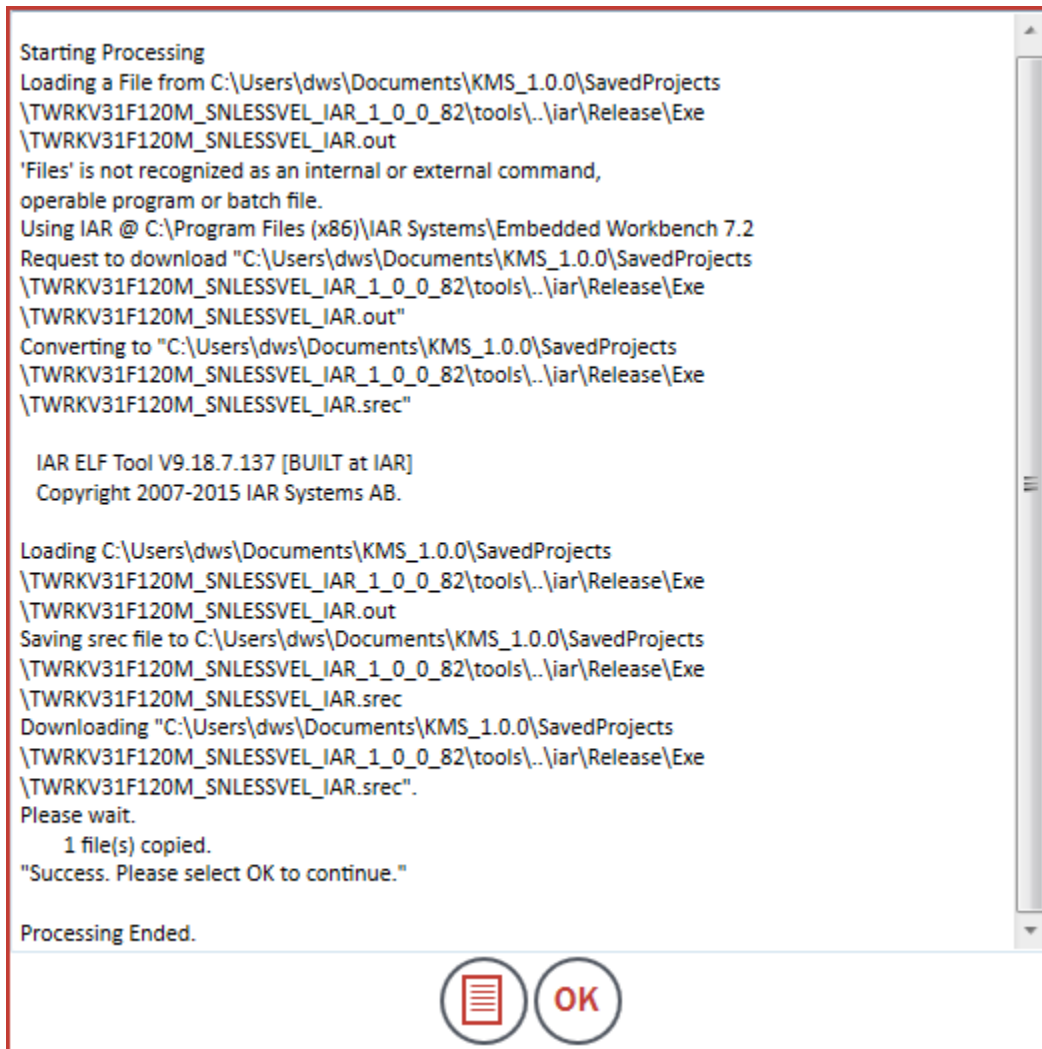 Starting Processing
Loading a File from C:\Users\dws\Documents\KMS_1.0.0\SavedProjects
\TWRKV31F120M_SNLESSVEL_IAR_1_0_0_82\tools\..\iar\Release\Exe
\TWRKV31F120M_SNLESSVEL_IAR.out
'Files' is not recognized as an internal or external command,
operable program or batch file.
Using IAR @ C:\Program Files (x86)\IAR Systems\Embedded Workbench 7.2
Request to download "C:\Users\dws\Documents\KMS_1.0.0\SavedProjects
\TWRKV31F120M_SNLESSVEL_IAR_1_0_0_82\tools\..\iar\Release\Exe
\TWRKV31F120M_SNLESSVEL_IAR.out"
Converting to "C:\Users\dws\Documents\KMS_1.0.0\SavedProjects
\TWRKV31F120M_SNLESSVEL_IAR_1_0_0_82\tools\..\iar\Release\Exe
\TWRKV31F120M_SNLESSVEL_IAR.srec"
IAR ELF Tool V9.18.7.137 [BUILT at IAR]
Copyright 2007-2015 IAR Systems AB.
Loading C:\Users\dws\Documents\KMS_1.0.0\SavedProjects
\TWRKV31F120M_SNLESSVEL_IAR_1_0_0_82\tools\..\iar\Release\Exe
\TWRKV31F120M_SNLESSVEL_IAR.out
Saving srec file to C:\Users\dws\Documents\KMS_1.0.0\SavedProjects
\TWRKV31F120M_SNLESSVEL_IAR_1_0_0_82\tools\..\iar\Release\Exe
\TWRKV31F120M_SNLESSVEL_IAR.srec
Downloading "C:\Users\dws\Documents\KMS_1.0.0\SavedProjects
\TWRKV31F120M_SNLESSVEL_IAR_1_0_0_82\tools\..\iar\Release\Exe
\TWRKV31F120M_SNLESSVEL_IAR.srec".
Please wait.
1 file(s) copied.
"Success. Please select OK to continue."
Processing Ended.
OK